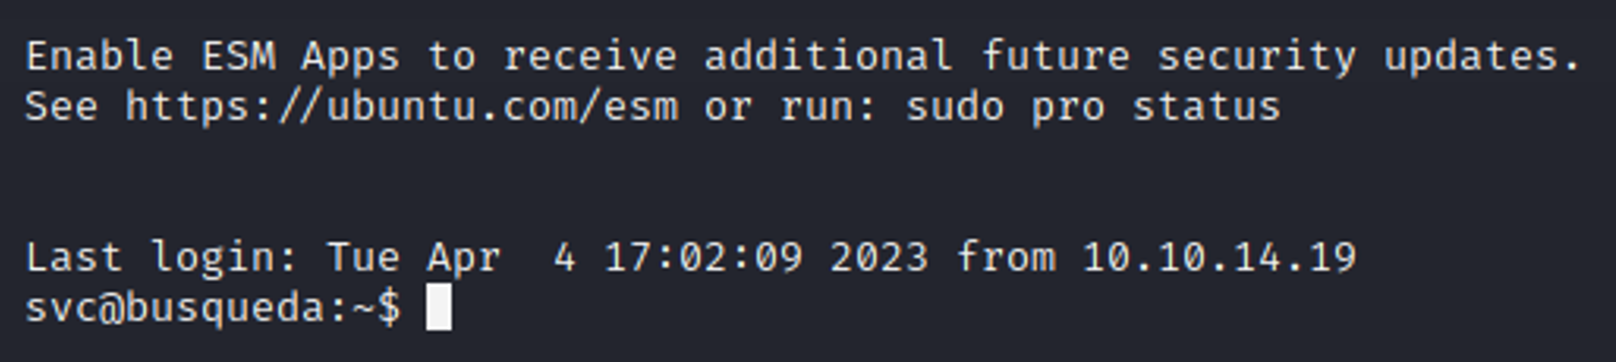 Enable ESM Apps to receive additional future security updates.
See https://ubuntu.com/esm or run: sudo pro status
Last login: Tue Apr  4 17:02:09 2023 from 10.10.14.19
svc@busqueda:~$